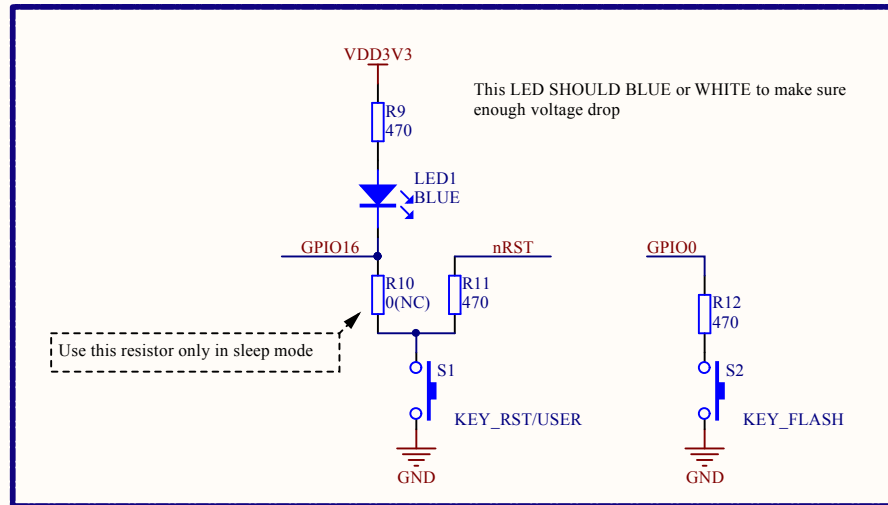 VDD3V3
This LED SHOULD BLUE or WHITE to make sure
enough voltage drop
R9
470
LED1
BLUE
GPIO16
nRST
GPIO0
R10
0(NC)
R11
470
R12
470
Use this resistor only in sleep mode
S1
S2
KEY_RST/USER
KEY_FLASH
GND
GND